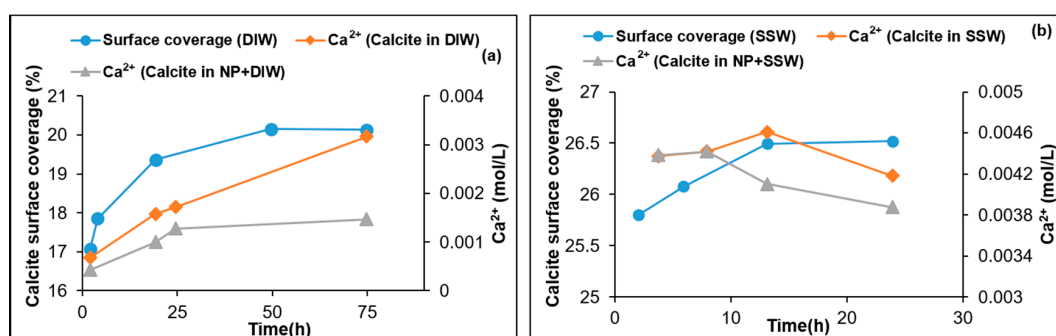 Surface coverage (DIW) Ca²⁺ (Calcite in DIW)
Ca²⁺ (Calcite in NP+DIW)
(a)
Calcite surface coverage (%)
21
20
19
18
17
16
0.004
0.003
0.002
0.001
0
Ca²⁺ (mol/L)
0 25 50 75 100
Time(h)
Surface coverage (SSW) Ca²⁺ (Calcite in SSW)
(b)
Ca²⁺ (Calcite in NP+SSW)
Calcite surface coverage (%)
27
26.5
26
25.5
25
0.005
0.0046
0.0042
0.0038
0.0034
0.003
Ca²⁺ (mol/L)
0 10 20 30
Time(h)